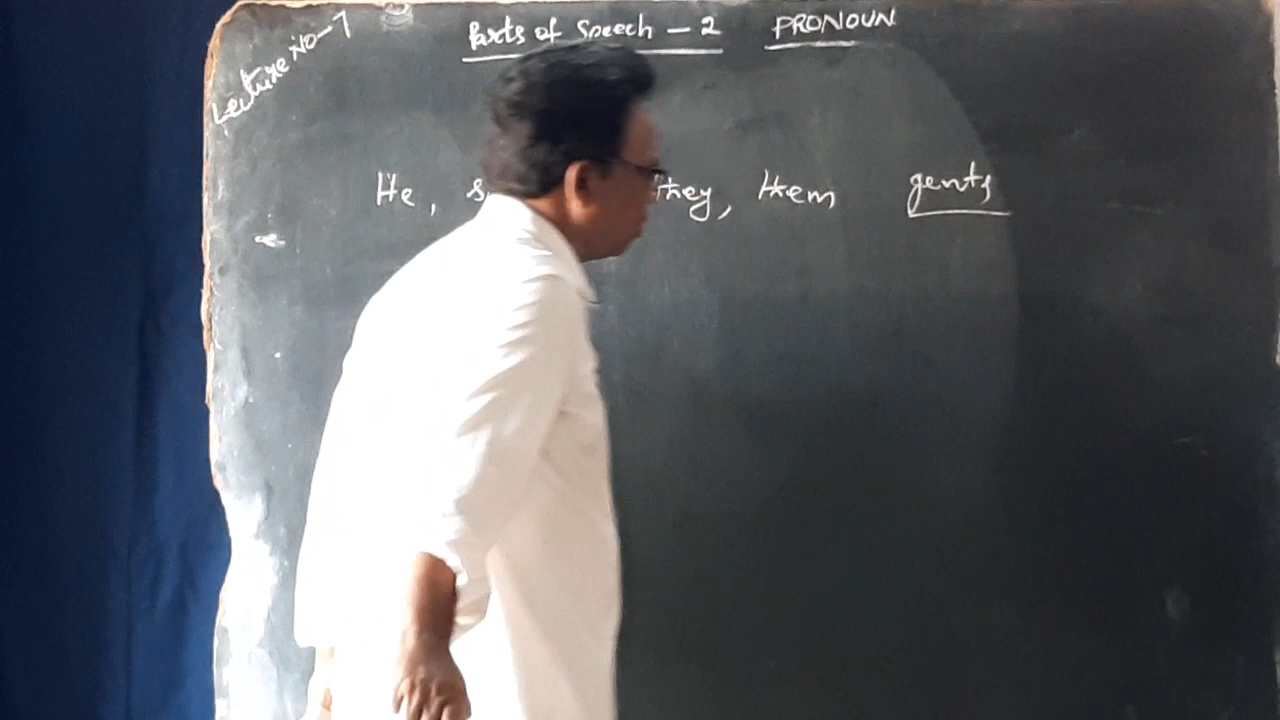 Lecture No-7
Parts of Speech - 2 PRONOUN
He, they, them gents